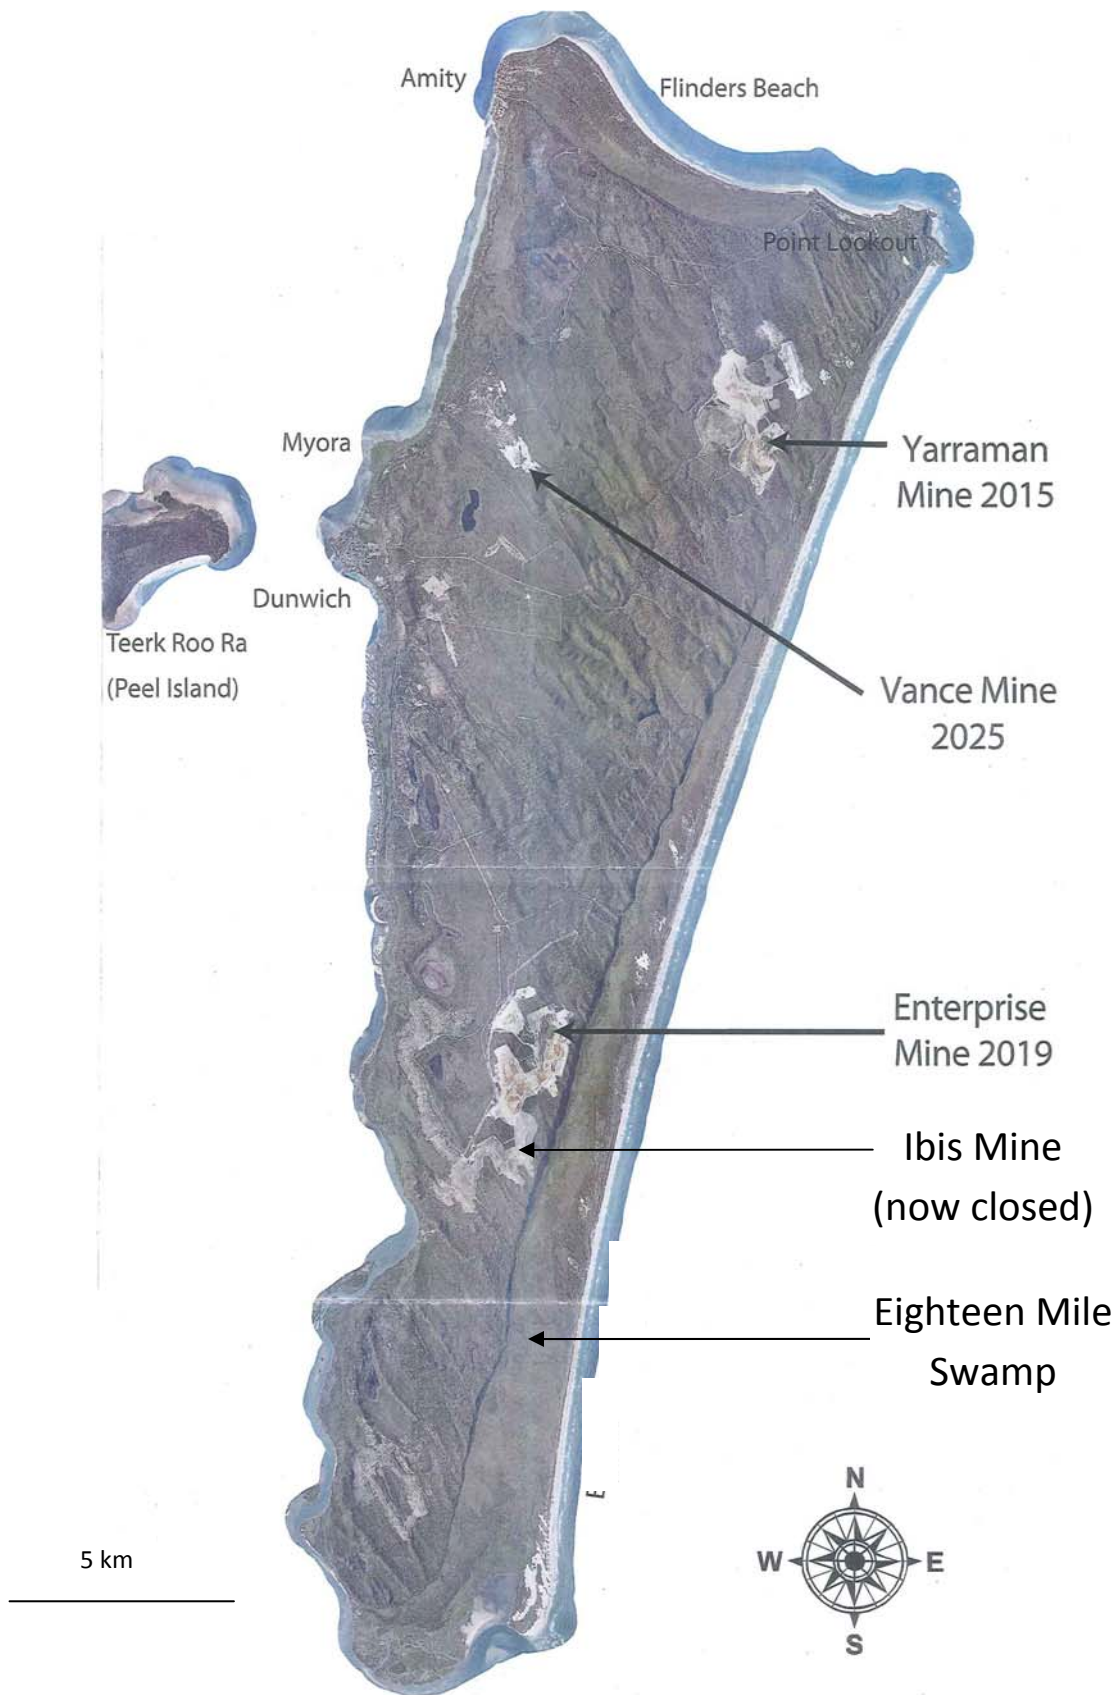 Amity
Flinders Beach
Point Lookout
Myora
Yarraman
Mine 2015
Dunwich
Teerk Roo Ra
(Peel Island)
Vance Mine
2025
Enterprise
Mine 2019
Ibis Mine
(now closed)
Eighteen Mile
Swamp
E
N
W
E
S
5 km